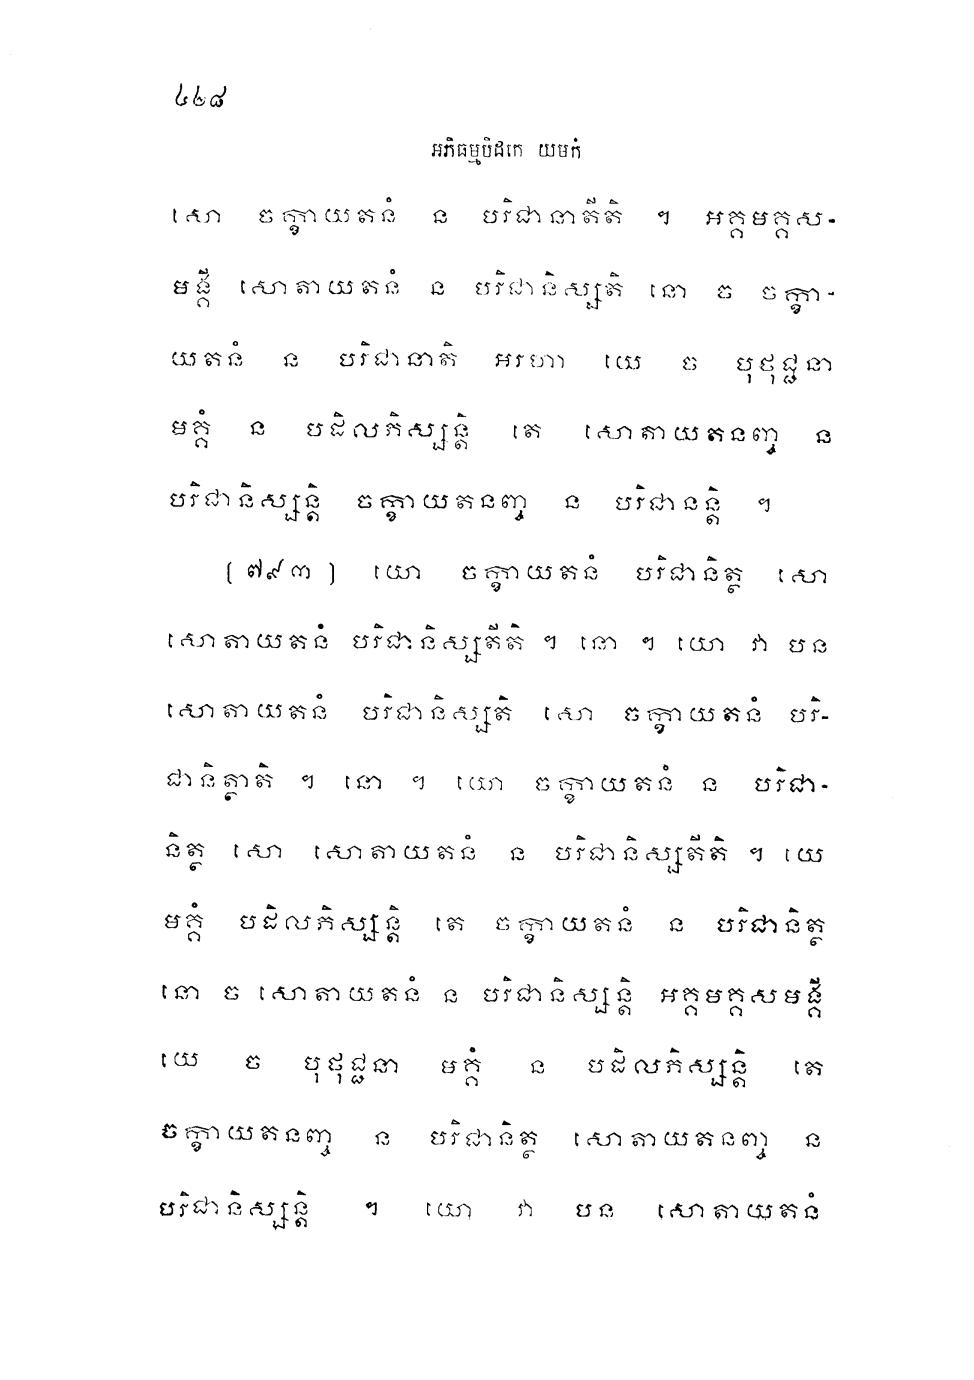 ៤២៨
អភិធម្មបិដកេ យមកំ
សោ ចក្ខាយតនំ ន បរិជានាតីតិ ។ អគ្គមគ្គស-
មង្គី សោតាយតនំ ន បរិជានិស្សតិ នោ ច ចក្ខា-
យតនំ ន បរិជានាតិ អរហា យេ ច បុថុជ្ជនា
មគ្គំ ន បដិលភិស្សន្តិ តេ សោតាយតនញ្ច ន
បរិជានិស្សន្តិ ចក្ខាយតនញ្ច ន បរិជានន្តិ ។
[៧៩៣] យោ ចក្ខាយតនំ បរិជានិត្ថ សោ
សោតាយតនំ បរិជានិស្សតីតិ ។ នោ ។ យោ វា បន
សោតាយតនំ បរិជានិស្សតិ សោ ចក្ខាយតនំ បរិ-
ជានិត្ថាតិ ។ នោ ។ យោ ចក្ខាយតនំ ន បរិជា-
និត្ថ សោ សោតាយតនំ ន បរិជានិស្សតីតិ ។ យេ
មគ្គំ បដិលភិស្សន្តិ តេ ចក្ខាយតនំ ន បរិជានិត្ថ
នោ ច សោតាយតនំ ន បរិជានិស្សន្តិ អគ្គមគ្គសមង្គី
យេ ច បុថុជ្ជនា មគ្គំ ន បដិលភិស្សន្តិ តេ
ចក្ខាយតនញ្ច ន បរិជានិត្ថ សោតាយតនញ្ច ន
បរិជានិស្សន្តិ ។ យោ វា បន សោតាយតនំ